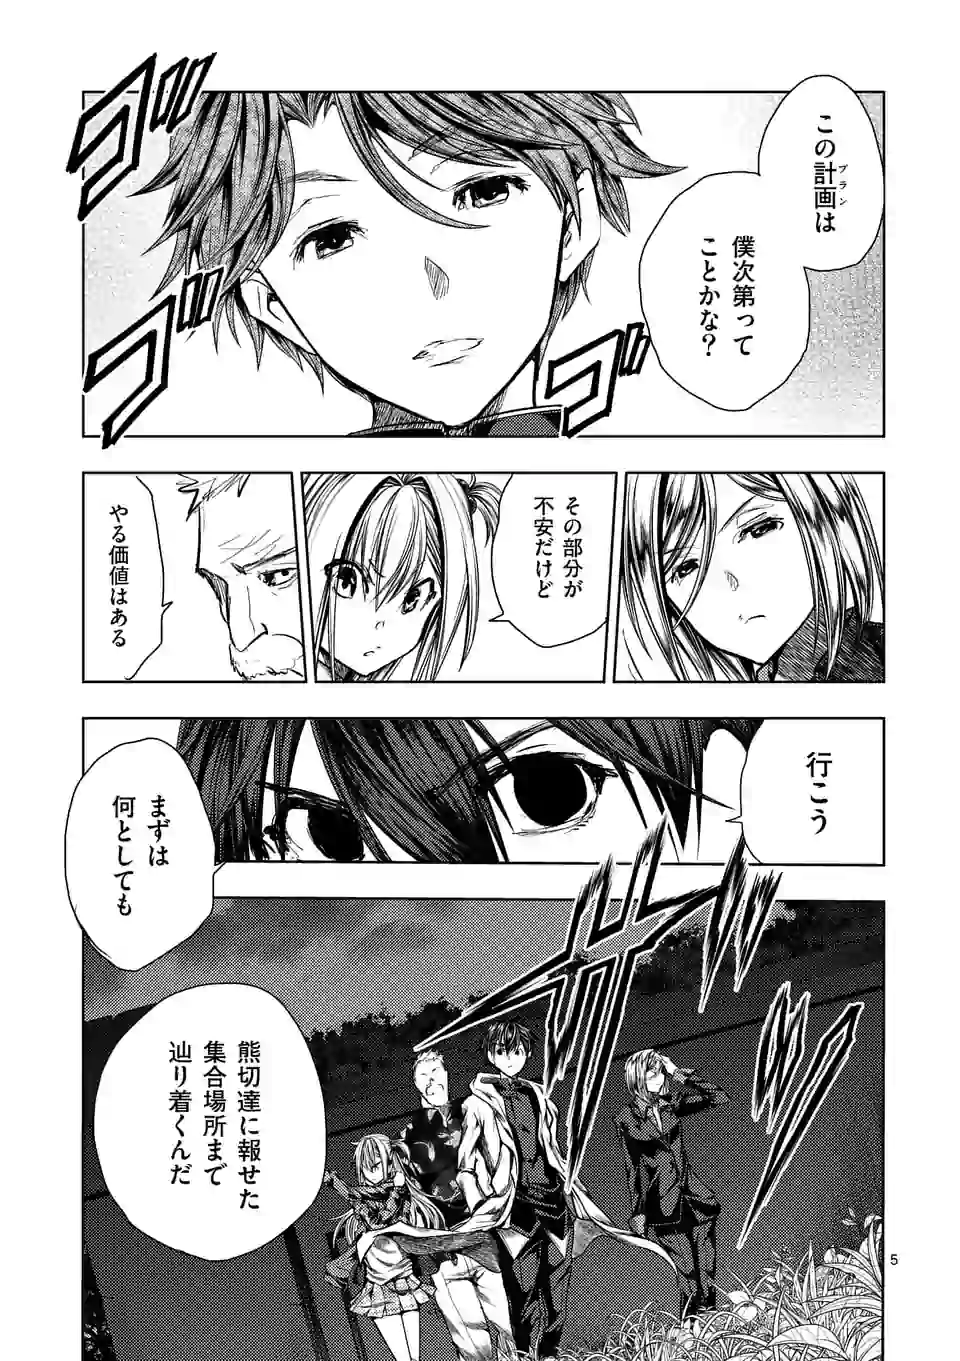 この計画は
プラン
僕次第って
ことかな?
ゴゴ
ゴゴ
ゴゴ
その部分が
不安だけど
やる価値はある
行こう
まずは
何としても
熊切達に報せた
集合場所まで
辿り着くんだ
5